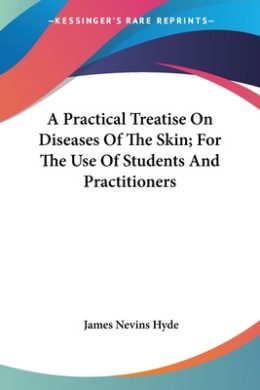 KESSINGER'S RARE REPRINTS
A Practical Treatise On
Diseases Of The Skin; For
The Use Of Students And
Practitioners
James Nevins Hyde